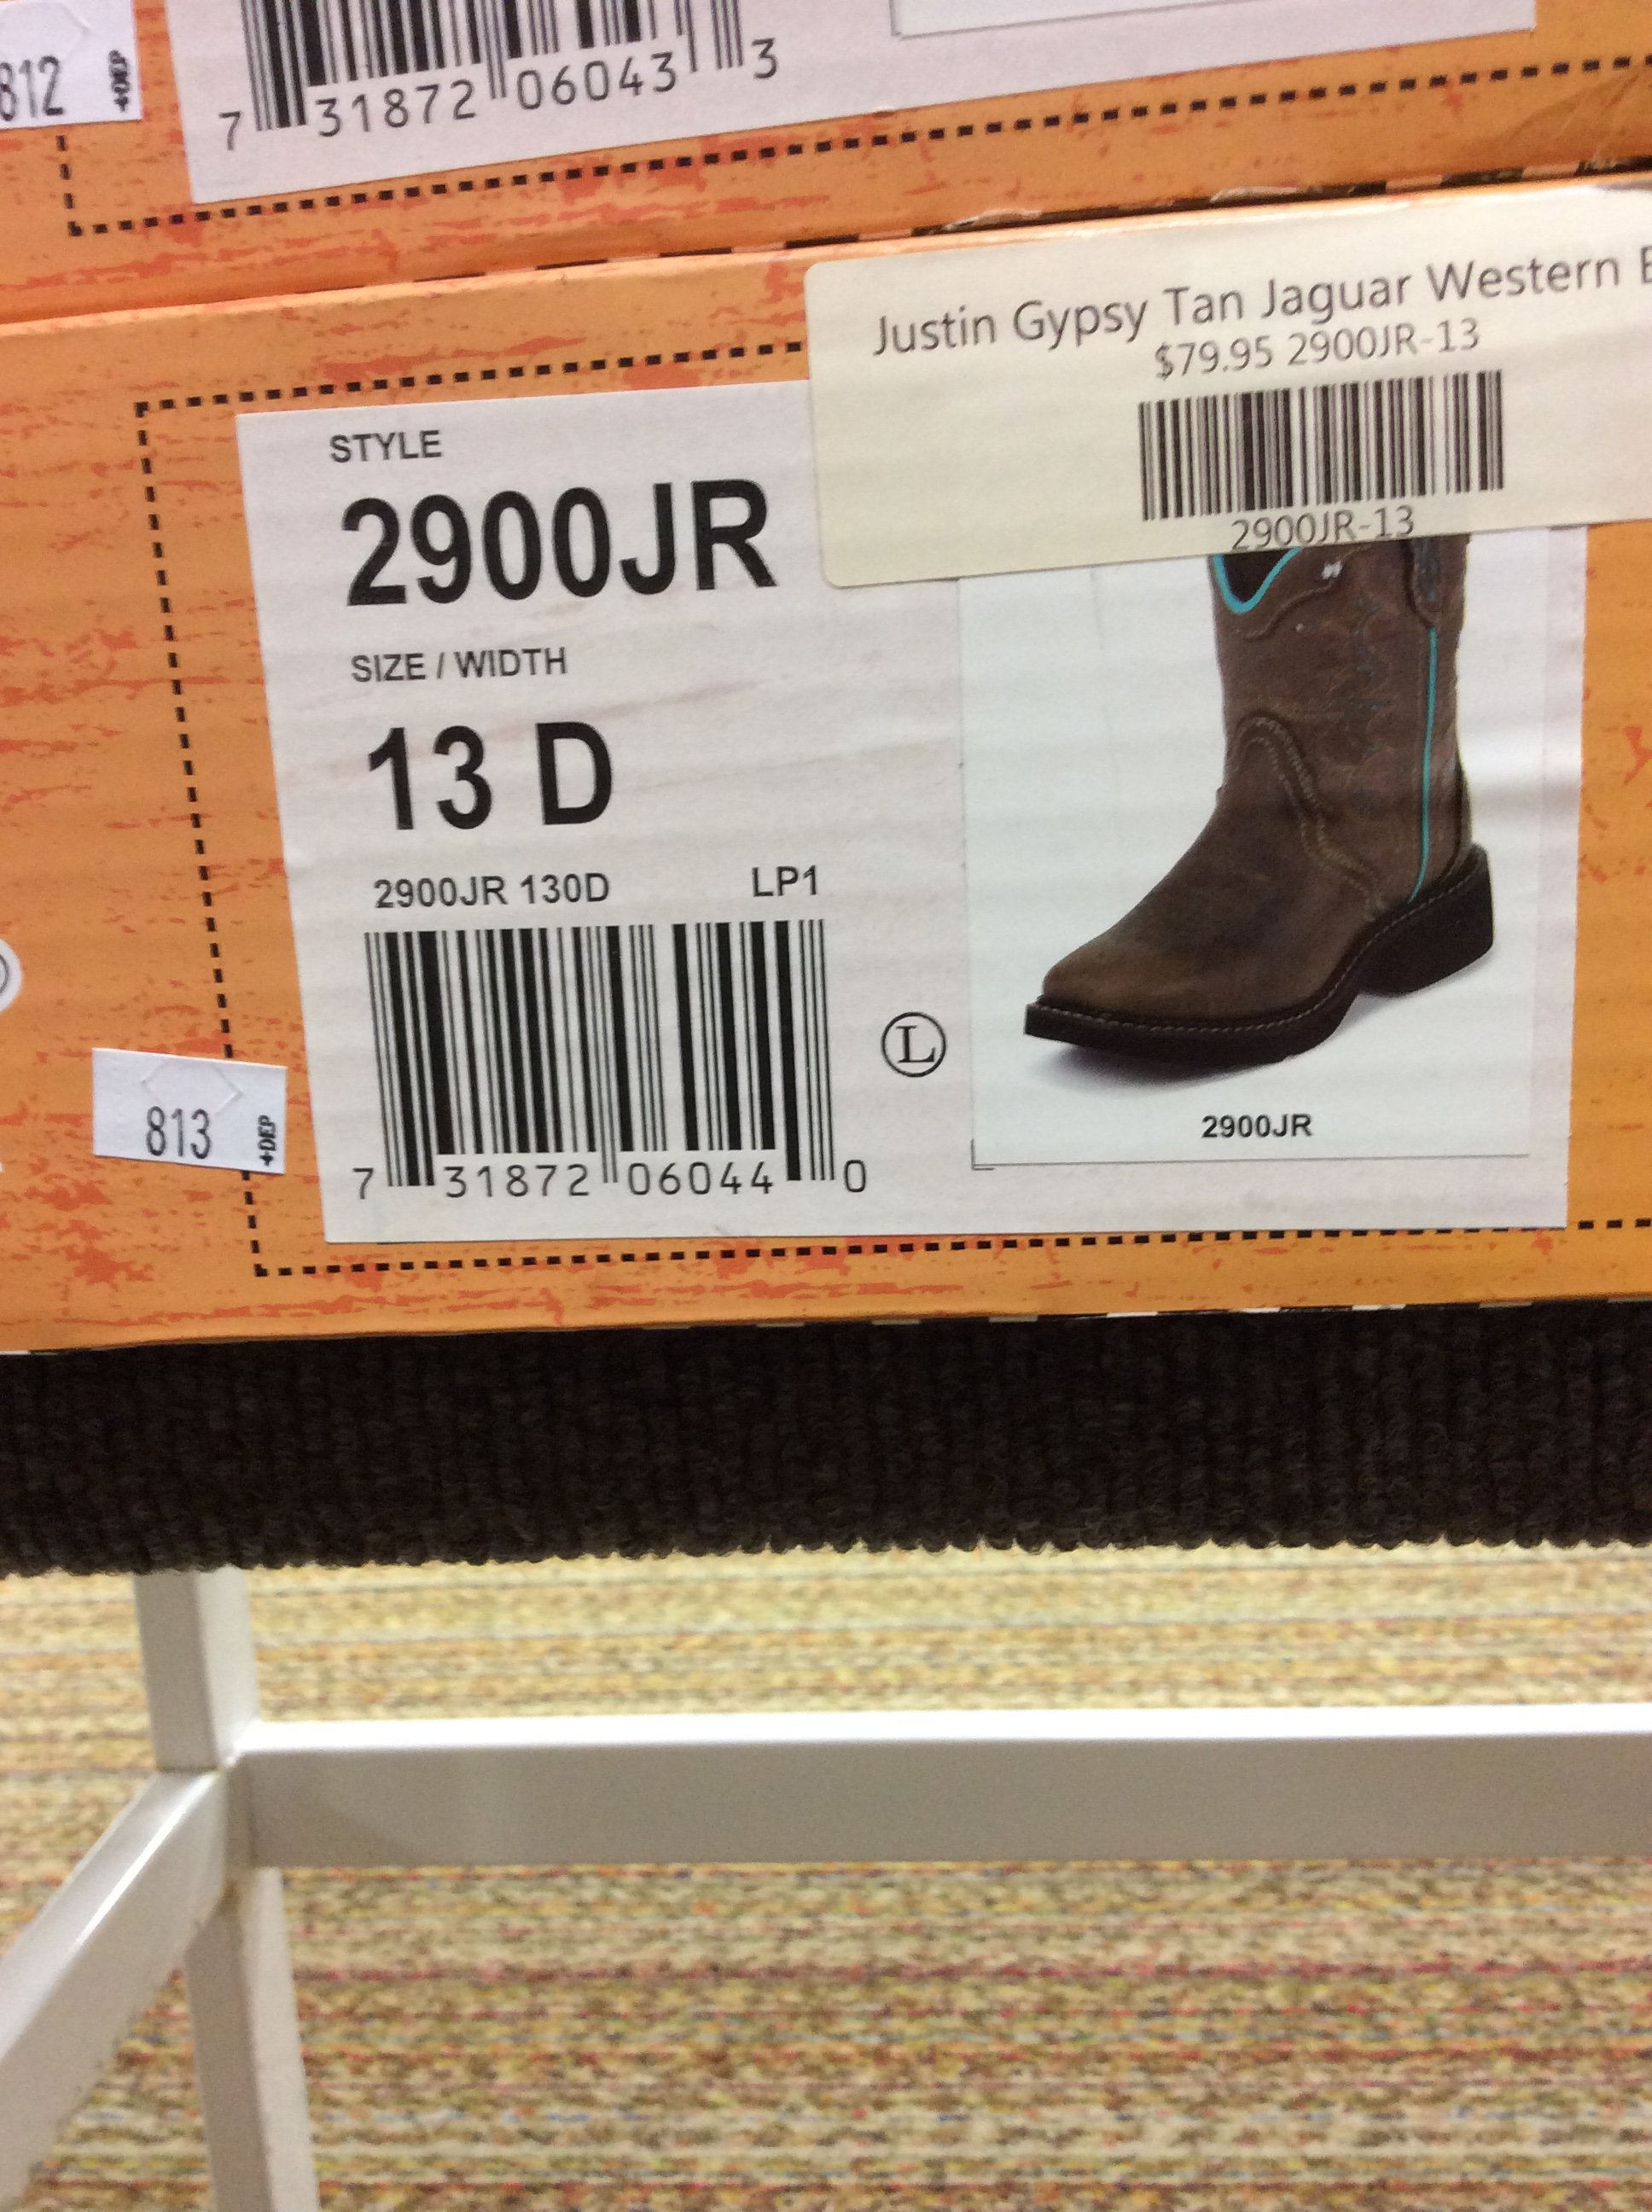 812
+DEP
7 31872 06043 3
Justin Gypsy Tan Jaguar Western
$79.95 2900JR-13
2900JR-13
STYLE
2900JR
SIZE / WIDTH
13 D
2900JR 130D LP1
L
7 31872 06044 0
2900JR
813
+DEP